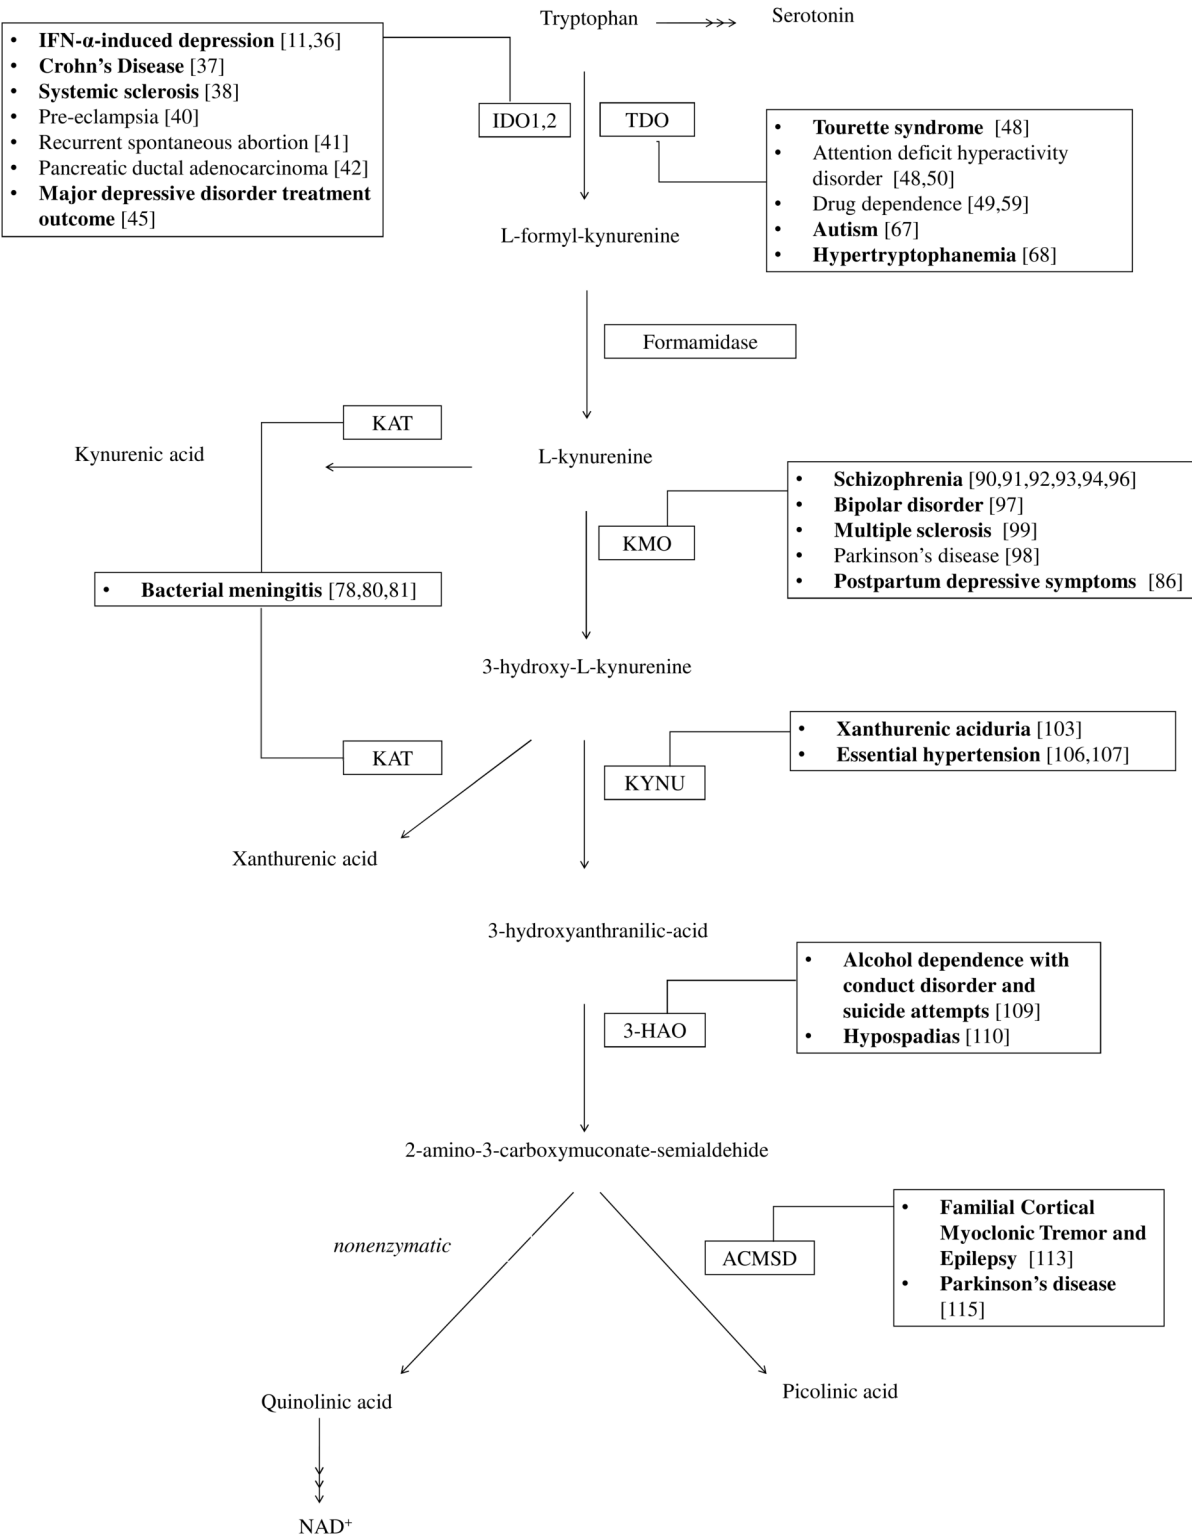 Tryptophan
Serotonin
• IFN-α-induced depression [11,36]
• Crohn's Disease [37]
• Systemic sclerosis [38]
• Pre-eclampsia [40]
• Recurrent spontaneous abortion [41]
• Pancreatic ductal adenocarcinoma [42]
• Major depressive disorder treatment
outcome [45]
IDO1,2
TDO
• Tourette syndrome [48]
• Attention deficit hyperactivity
disorder [48,50]
• Drug dependence [49,59]
• Autism [67]
• Hypertryptophanemia [68]
L-formyl-kynurenine
Formamidase
KAT
Kynurenic acid
L-kynurenine
• Schizophrenia [90,91,92,93,94,96]
• Bipolar disorder [97]
• Multiple sclerosis [99]
• Parkinson's disease [98]
• Postpartum depressive symptoms [86]
KMO
• Bacterial meningitis [78,80,81]
3-hydroxy-L-kynurenine
• Xanthurenic aciduria [103]
• Essential hypertension [106,107]
KAT
KYNU
Xanthurenic acid
3-hydroxyanthranilic-acid
• Alcohol dependence with
conduct disorder and
suicide attempts [109]
• Hypospadias [110]
3-HAO
2-amino-3-carboxymuconate-semialdehide
nonenzymatic
ACMSD
• Familial Cortical
Myoclonic Tremor and
Epilepsy [113]
• Parkinson's disease
[115]
Quinolinic acid
Picolinic acid
NAD⁺